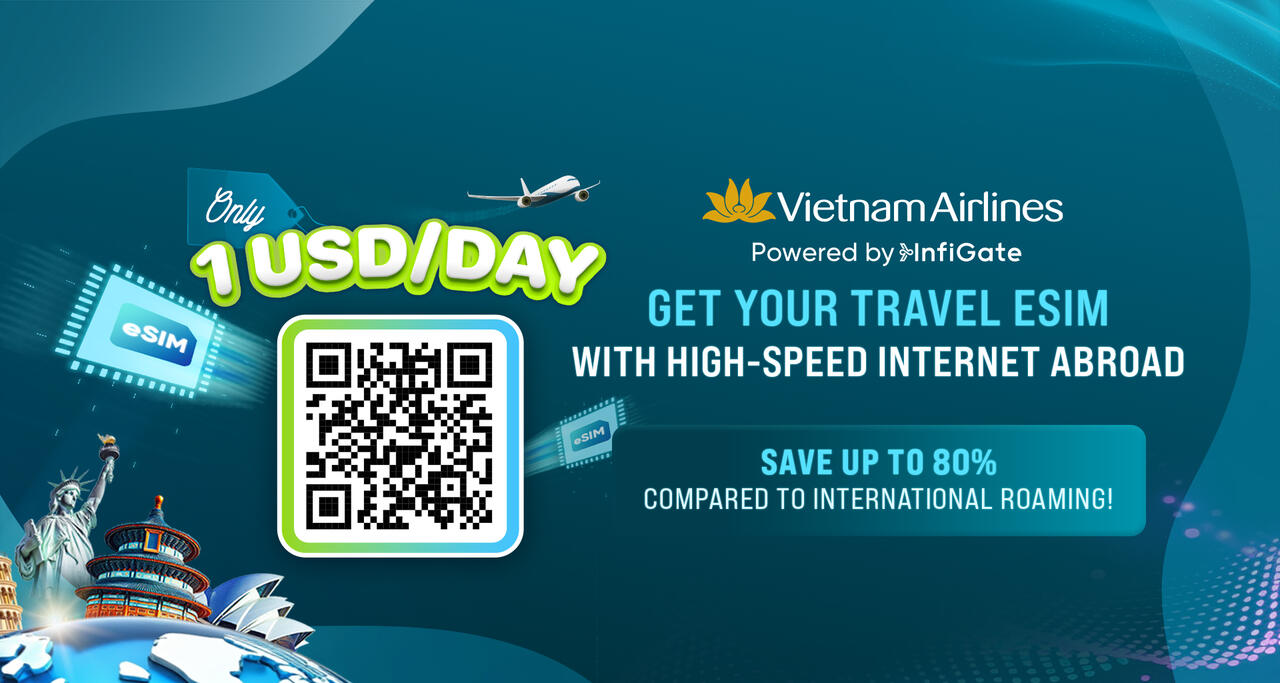 Only
1 USD/DAY
eSIM
eSIM
Vietnam Airlines
Powered by InfiGate
GET YOUR TRAVEL ESIM
WITH HIGH-SPEED INTERNET ABROAD
SAVE UP TO 80%
COMPARED TO INTERNATIONAL ROAMING!